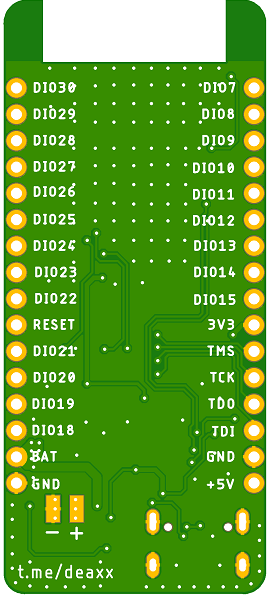 DIO30 DIO7
DIO29 DIO8
DIO28 DIO9
DIO27 DIO10
DIO26 DIO11
DIO25 DIO12
DIO24 DIO13
DIO23 DIO14
DIO22 DIO15
RESET 3V3
DIO21 TMS
DIO20 TCK
DIO19 TDO
DIO18 TDI
BAT GND
GND +5V
− +
t.me/deaxx